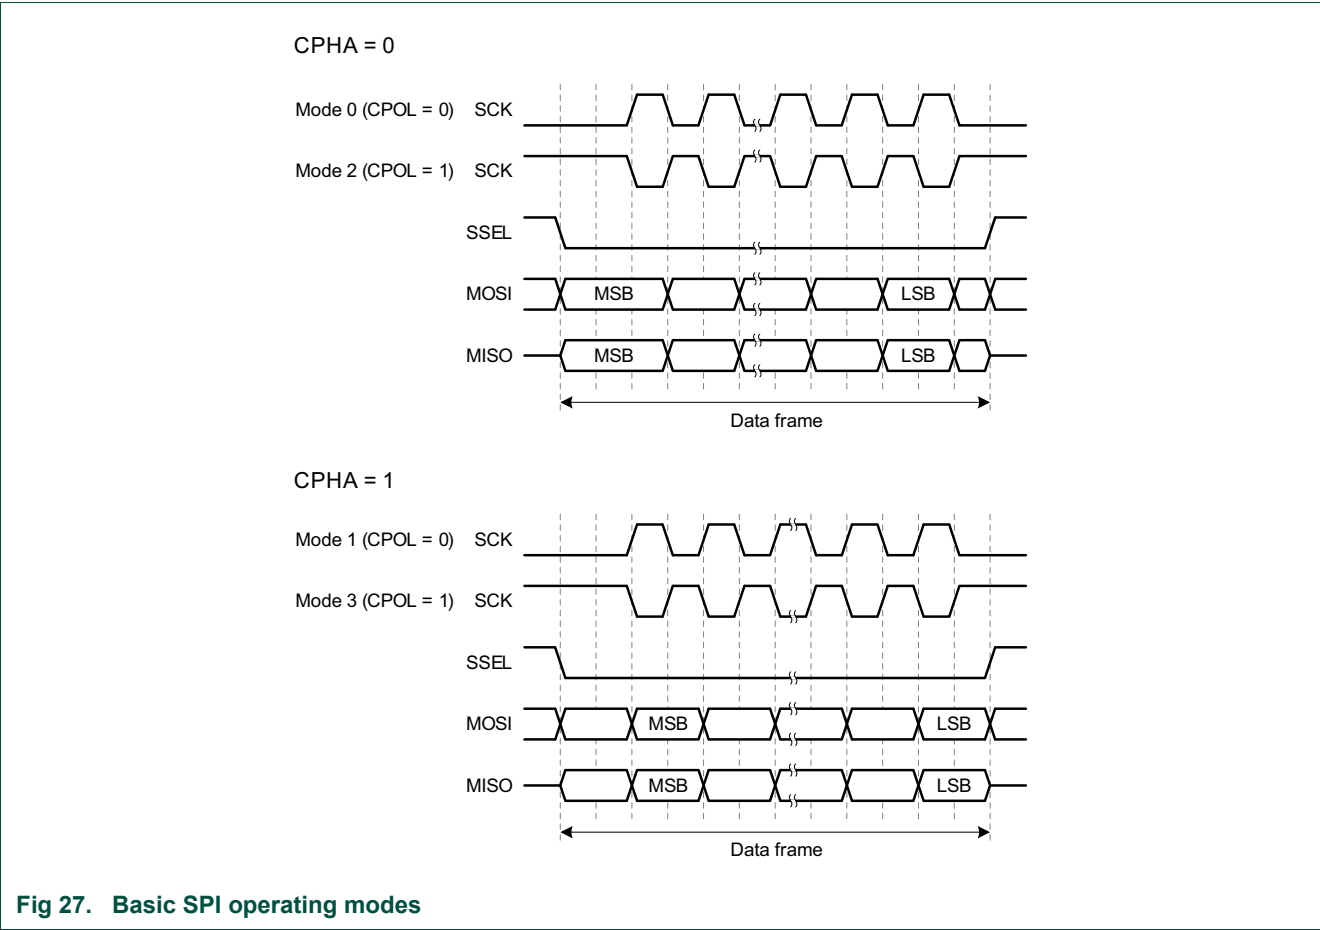 CPHA = 0
Mode 0 (CPOL = 0) SCK
Mode 2 (CPOL = 1) SCK
SSEL
MOSI MSB LSB
MISO MSB LSB
Data frame
CPHA = 1
Mode 1 (CPOL = 0) SCK
Mode 3 (CPOL = 1) SCK
SSEL
MOSI MSB LSB
MISO MSB LSB
Data frame
Fig 27. Basic SPI operating modes